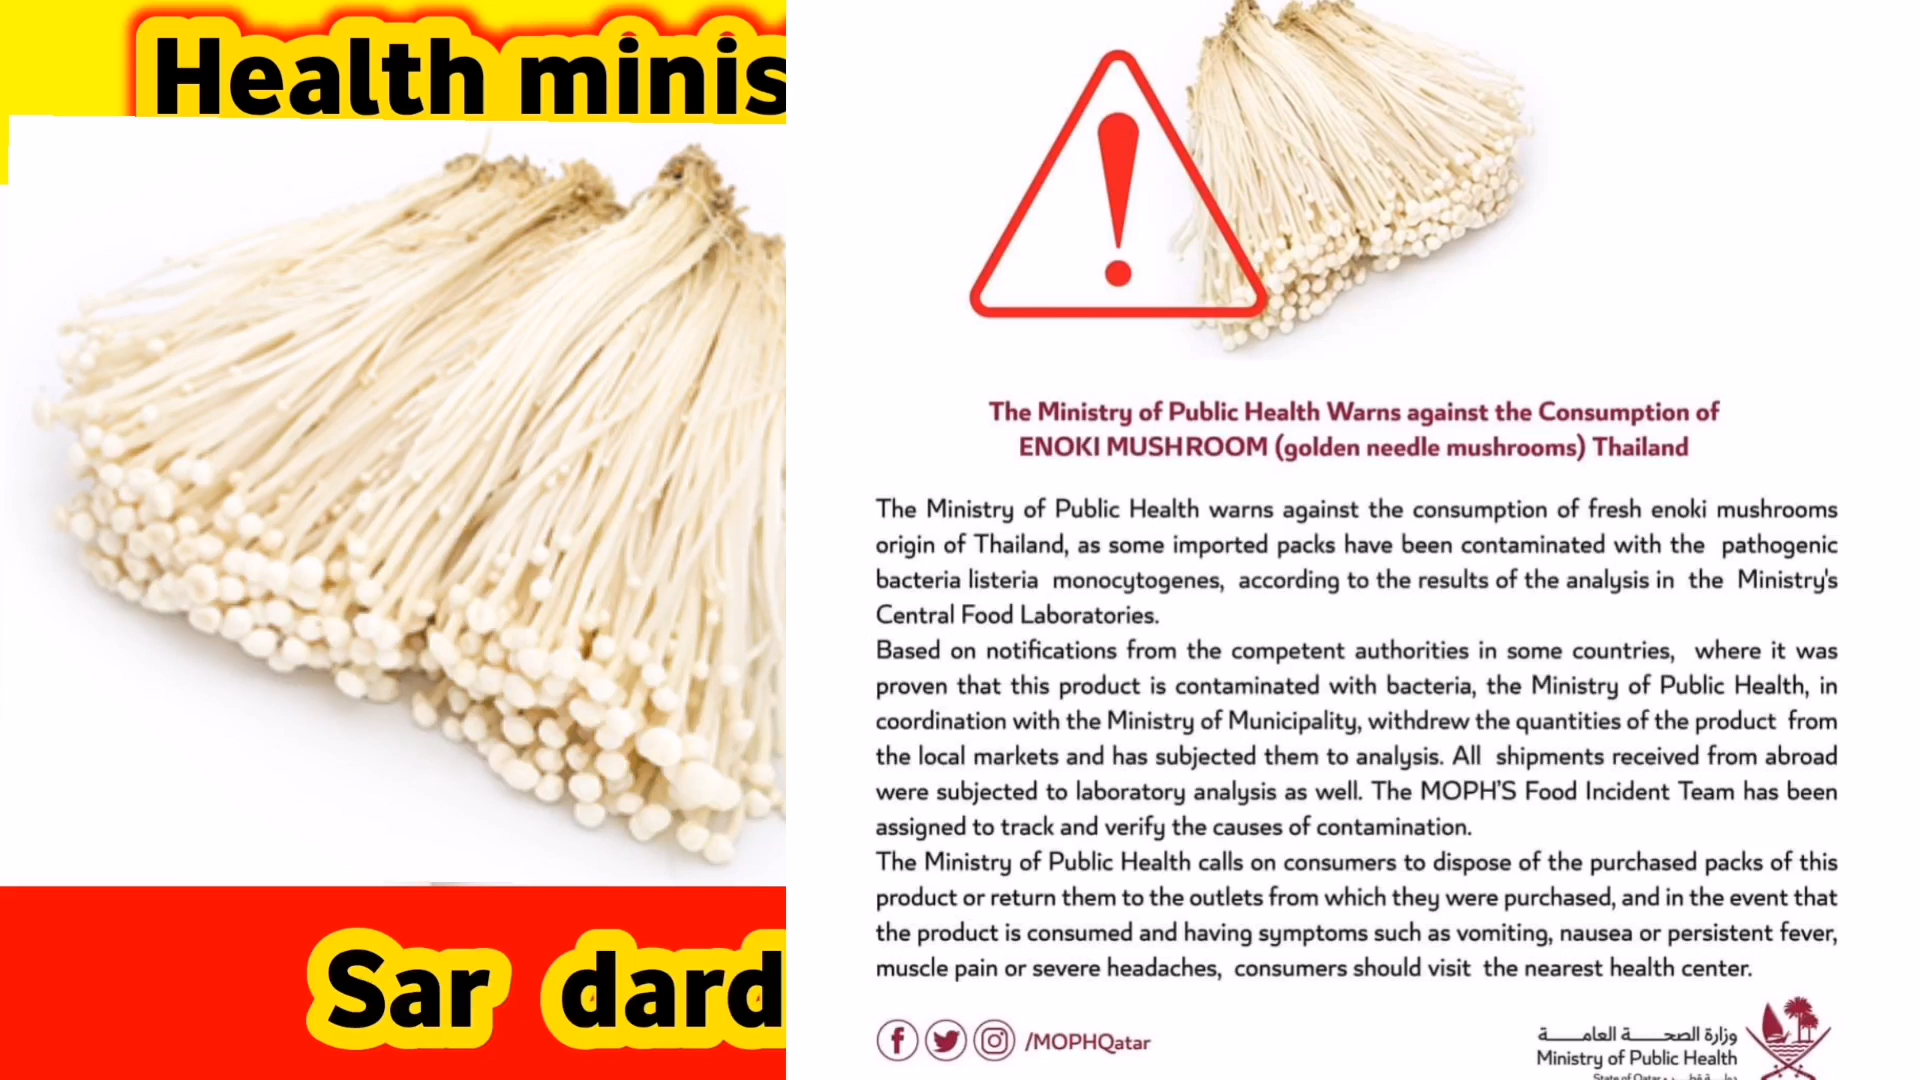 Health minis
Sar dard
The Ministry of Public Health Warns against the Consumption of
ENOKI MUSHROOM (golden needle mushrooms) Thailand
The Ministry of Public Health warns against the consumption of fresh enoki mushrooms
origin of Thailand, as some imported packs have been contaminated with the pathogenic
bacteria listeria monocytogenes, according to the results of the analysis in the Ministry's
Central Food Laboratories.
Based on notifications from the competent authorities in some countries, where it was
proven that this product is contaminated with bacteria, the Ministry of Public Health, in
coordination with the Ministry of Municipality, withdrew the quantities of the product from
the local markets and has subjected them to analysis. All shipments received from abroad
were subjected to laboratory analysis as well. The MOPH'S Food Incident Team has been
assigned to track and verify the causes of contamination.
The Ministry of Public Health calls on consumers to dispose of the purchased packs of this
product or return them to the outlets from which they were purchased, and in the event that
the product is consumed and having symptoms such as vomiting, nausea or persistent fever,
muscle pain or severe headaches, consumers should visit the nearest health center.
/MOPHQatar
وزارة الصحة العامة
Ministry of Public Health